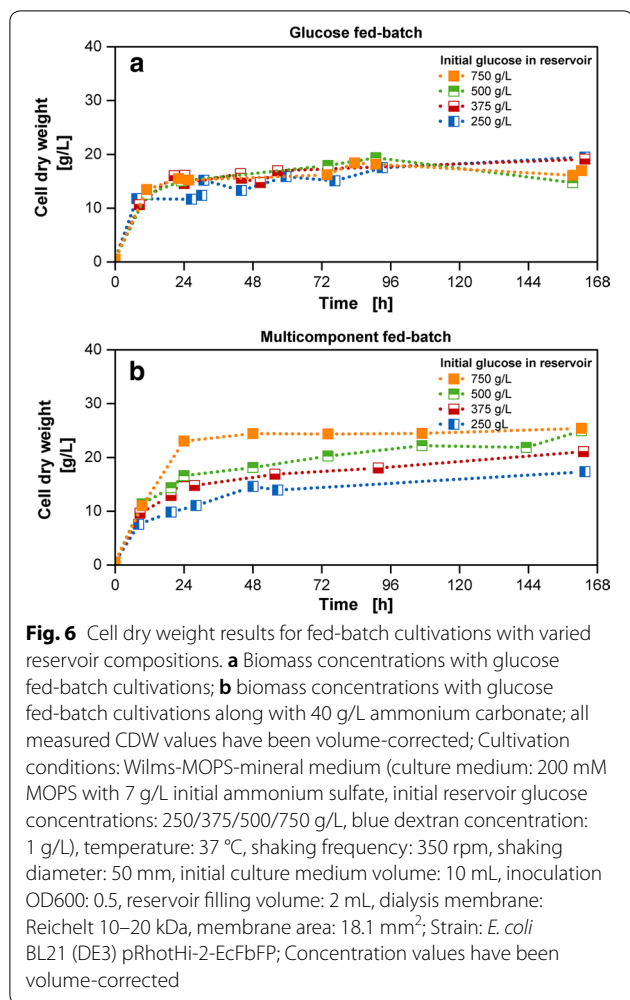 Glucose fed-batch
a
Initial glucose in reservoir
750 g/L
500 g/L
375 g/L
250 g/L
Cell dry weight
[g/L]
40
30
20
10
0
0 24 48 72 96 120 144 168
Time [h]
Multicomponent fed-batch
b
Initial glucose in reservoir
750 g/L
500 g/L
375 g/L
250 gL
Cell dry weight
[g/L]
40
30
20
10
0
0 24 48 72 96 120 144 168
Time [h]
Fig. 6 Cell dry weight results for fed-batch cultivations with varied
reservoir compositions. a Biomass concentrations with glucose
fed-batch cultivations; b biomass concentrations with glucose
fed-batch cultivations along with 40 g/L ammonium carbonate; all
measured CDW values have been volume-corrected; Cultivation
conditions: Wilms-MOPS-mineral medium (culture medium: 200 mM
MOPS with 7 g/L initial ammonium sulfate, initial reservoir glucose
concentrations: 250/375/500/750 g/L, blue dextran concentration:
1 g/L), temperature: 37 °C, shaking frequency: 350 rpm, shaking
diameter: 50 mm, initial culture medium volume: 10 mL, inoculation
OD600: 0.5, reservoir filling volume: 2 mL, dialysis membrane:
Reichelt 10–20 kDa, membrane area: 18.1 mm²; Strain: E. coli
BL21 (DE3) pRhotHi-2-EcFbFP; Concentration values have been
volume-corrected